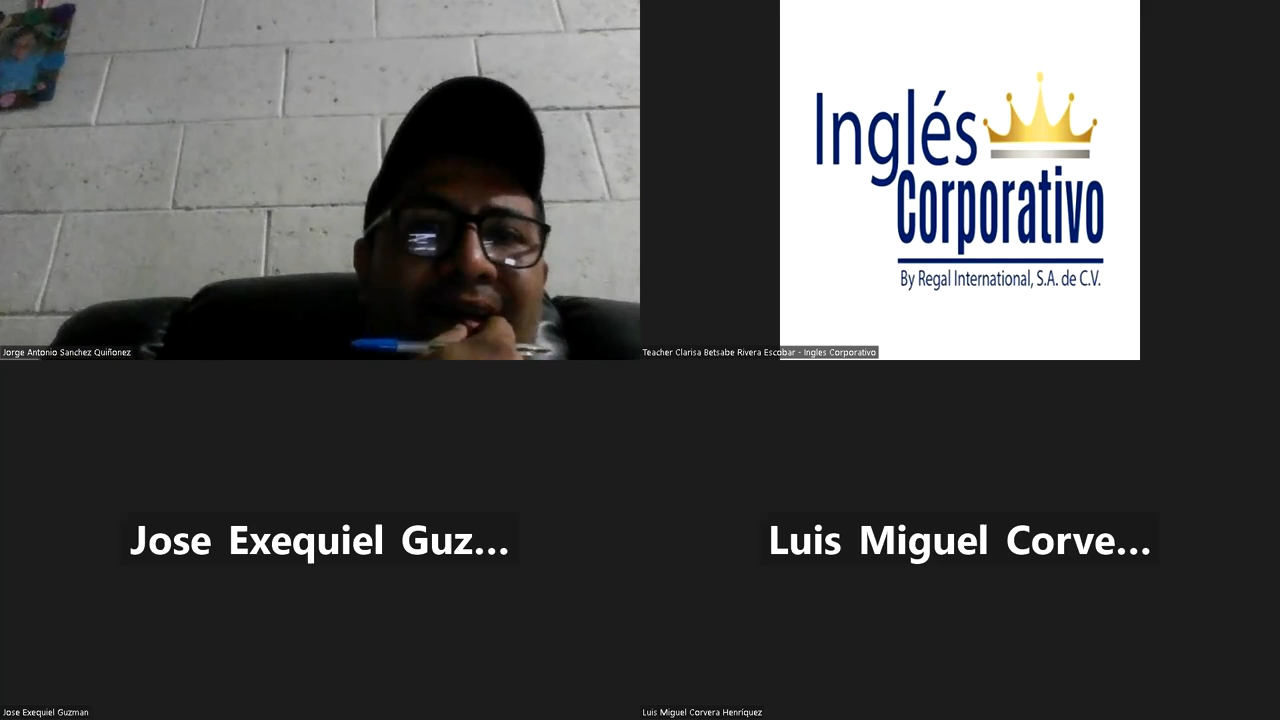 Inglés
Corporativo
By Regal International, S.A. de C.V.
Jorge Antonio Sanchez Quiñonez
Teacher Clarisa Betsabe Rivera Escobar - Ingles Corporativo
Jose Exequiel Guz...
Luis Miguel Corve...
Jose Exequiel Guzman
Luis Miguel Corvera Henríquez